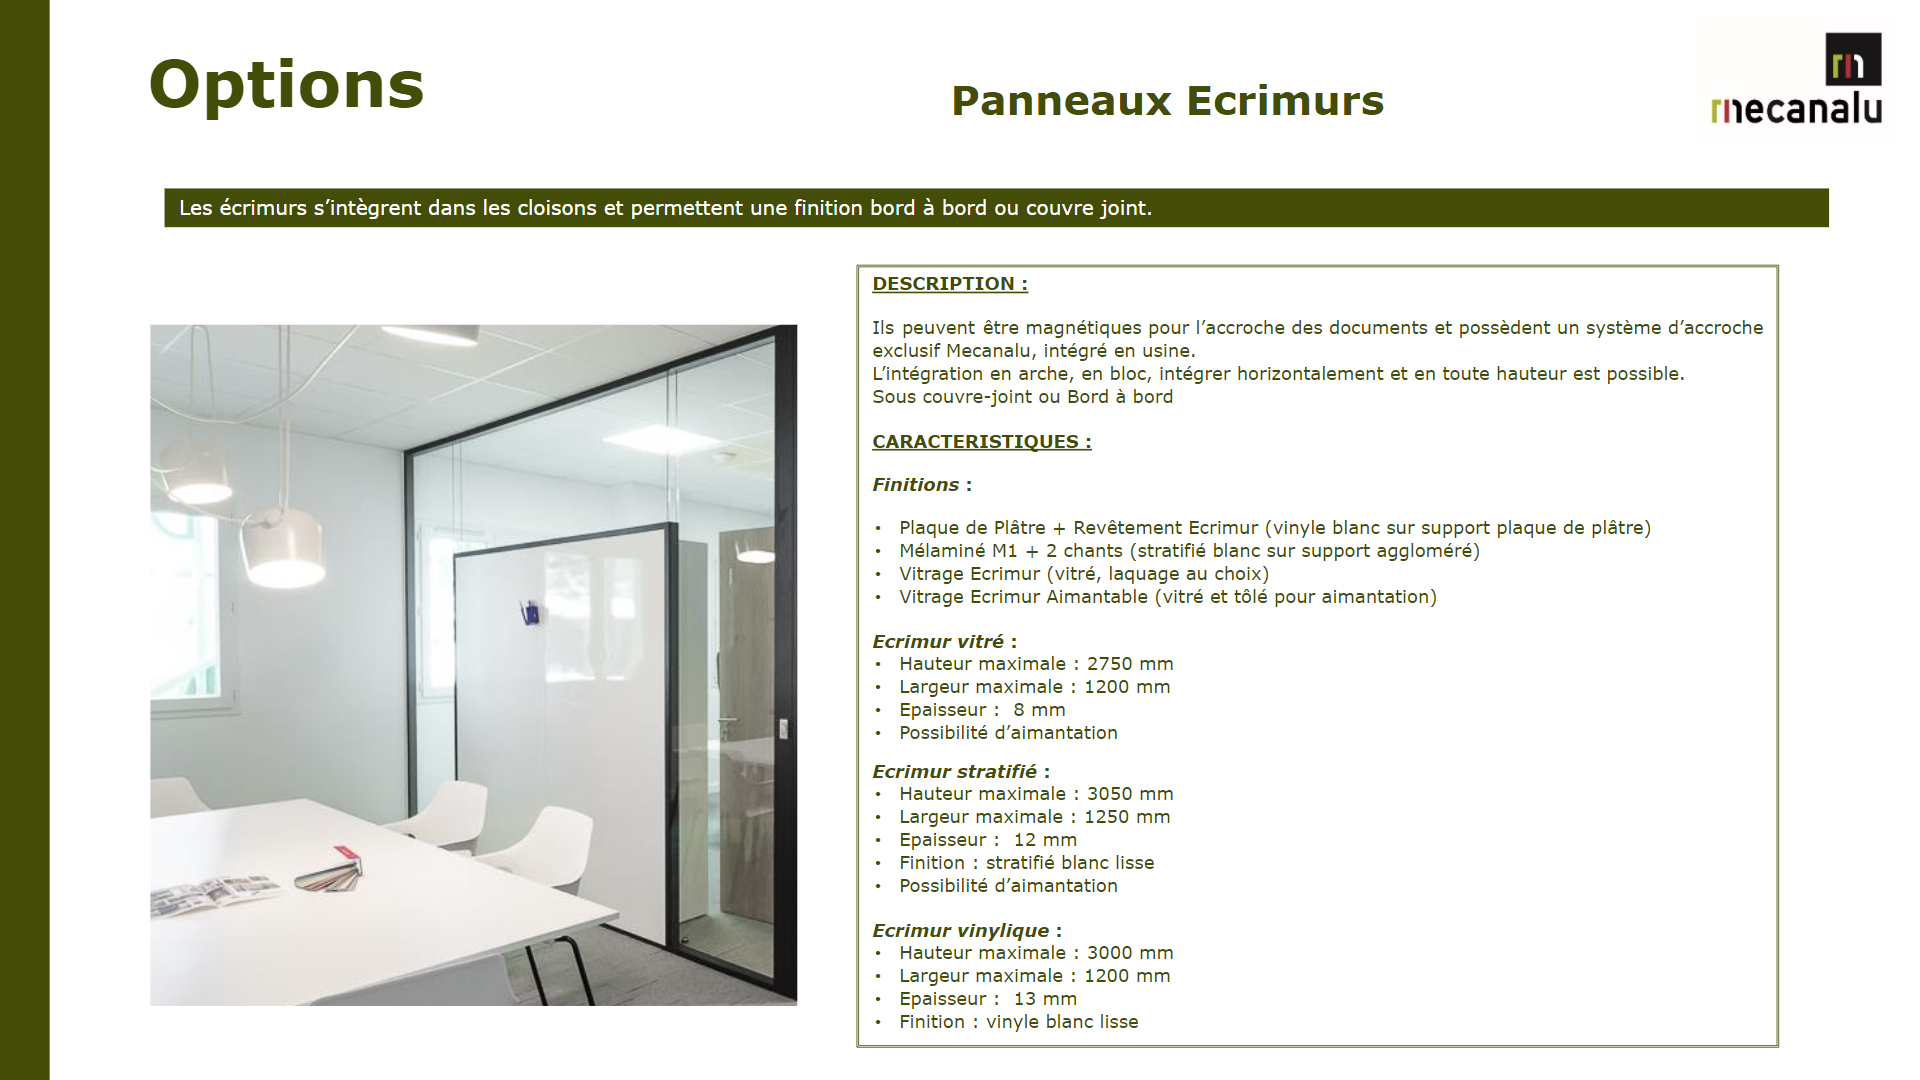 Options
Panneaux Ecrimurs
mecanalu
Les écrimurs s’intègrent dans les cloisons et permettent une finition bord à bord ou couvre joint.
DESCRIPTION :
Ils peuvent être magnétiques pour l’accroche des documents et possèdent un système d’accroche
exclusif Mecanalu, intégré en usine.
L’intégration en arche, en bloc, intégrer horizontalement et en toute hauteur est possible.
Sous couvre-joint ou Bord à bord
CARACTERISTIQUES :
Finitions :
• Plaque de Plâtre + Revêtement Ecrimur (vinyle blanc sur support plaque de plâtre)
• Mélaminé M1 + 2 chants (stratifié blanc sur support aggloméré)
• Vitrage Ecrimur (vitré, laquage au choix)
• Vitrage Ecrimur Aimantable (vitré et tôlé pour aimantation)
Ecrimur vitré :
• Hauteur maximale : 2750 mm
• Largeur maximale : 1200 mm
• Epaisseur :  8 mm
• Possibilité d’aimantation
Ecrimur stratifié :
• Hauteur maximale : 3050 mm
• Largeur maximale : 1250 mm
• Epaisseur :  12 mm
• Finition : stratifié blanc lisse
• Possibilité d’aimantation
Ecrimur vinylique :
• Hauteur maximale : 3000 mm
• Largeur maximale : 1200 mm
• Epaisseur :  13 mm
• Finition : vinyle blanc lisse